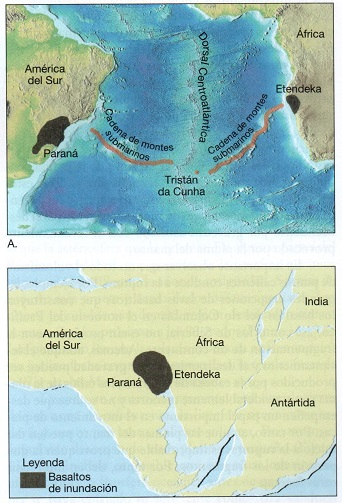 África
América
del Sur
Dorsal Centroatlántica
Etendeka
Cadena de montes
submarinos
Cadena de montes
submarinos
Paraná
Tristán
da Cunha
A.
India
América
del Sur
África
Paraná
Etendeka
Antártida
Leyenda
Basaltos
de inundación